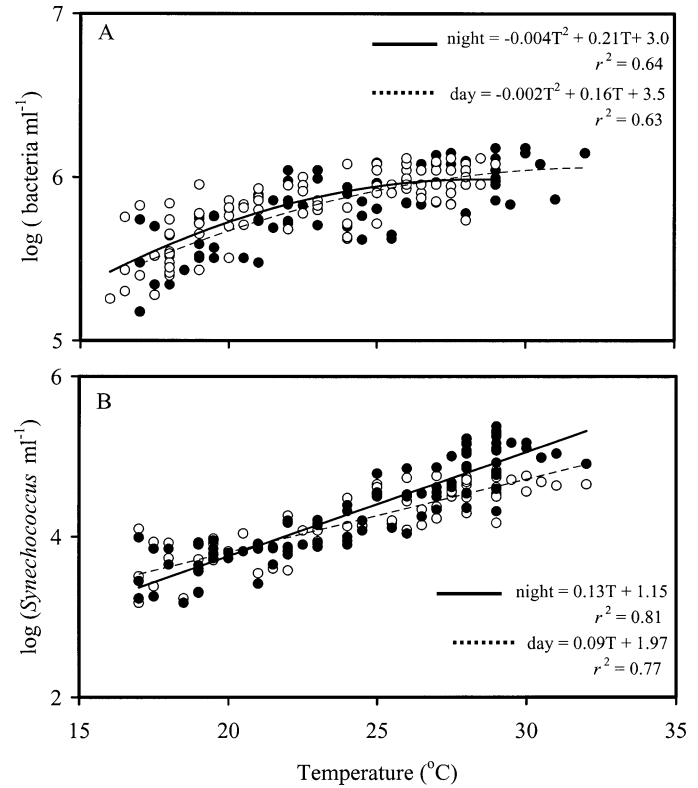 7
A
night = -0.004T² + 0.21T+ 3.0
r² = 0.64
day = -0.002T² + 0.16T + 3.5
r² = 0.63
6
log ( bacteria ml⁻¹)
5
6
B
4
log (Synechococcus ml⁻¹)
night = 0.13T + 1.15
r² = 0.81
day = 0.09T + 1.97
r² = 0.77
2
15 20 25 30 35
Temperature (°C)